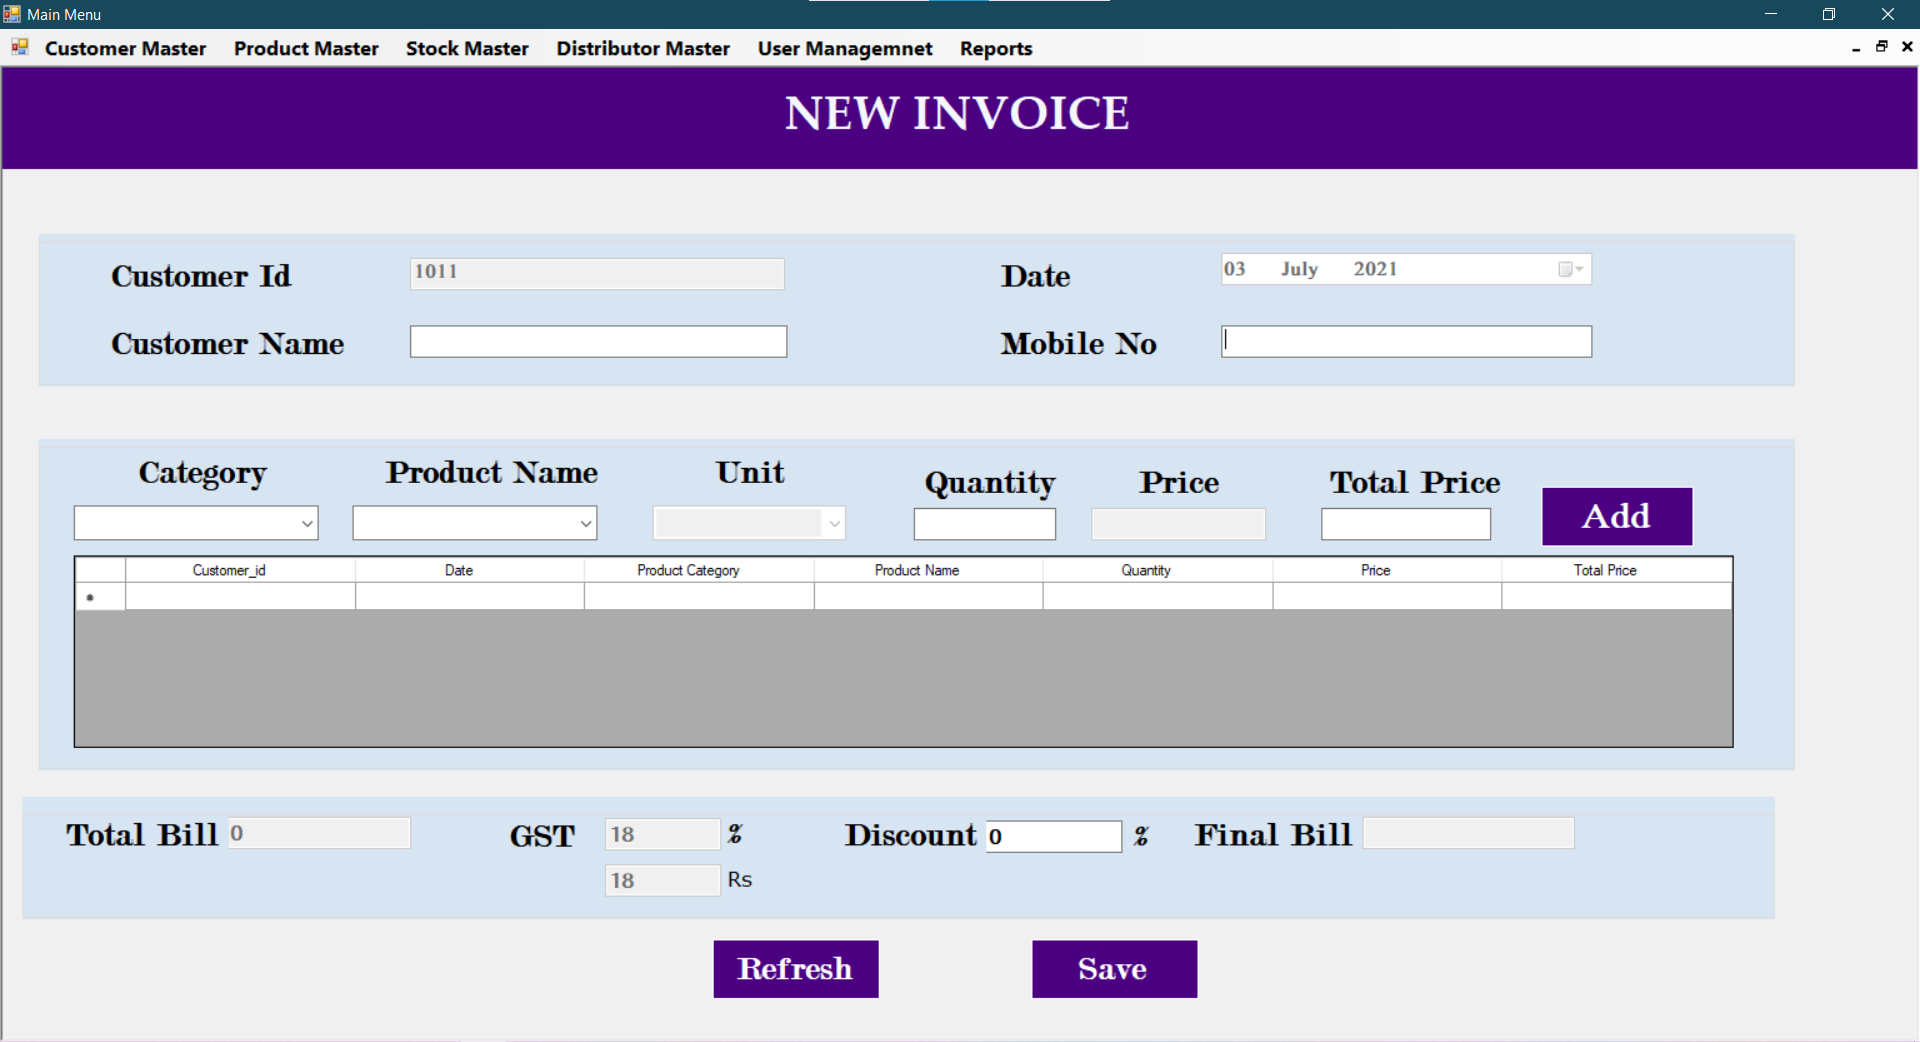 Main Menu
Customer Master Product Master Stock Master Distributor Master User Managemnet Reports
NEW INVOICE
Customer Id 1011 Date 03 July 2021
Customer Name Mobile No
Category Product Name Unit Quantity Price Total Price Add
Customer_id Date Product Category Product Name Quantity Price Total Price
Total Bill 0 GST 18 % Discount 0 % Final Bill
18 Rs
Refresh Save